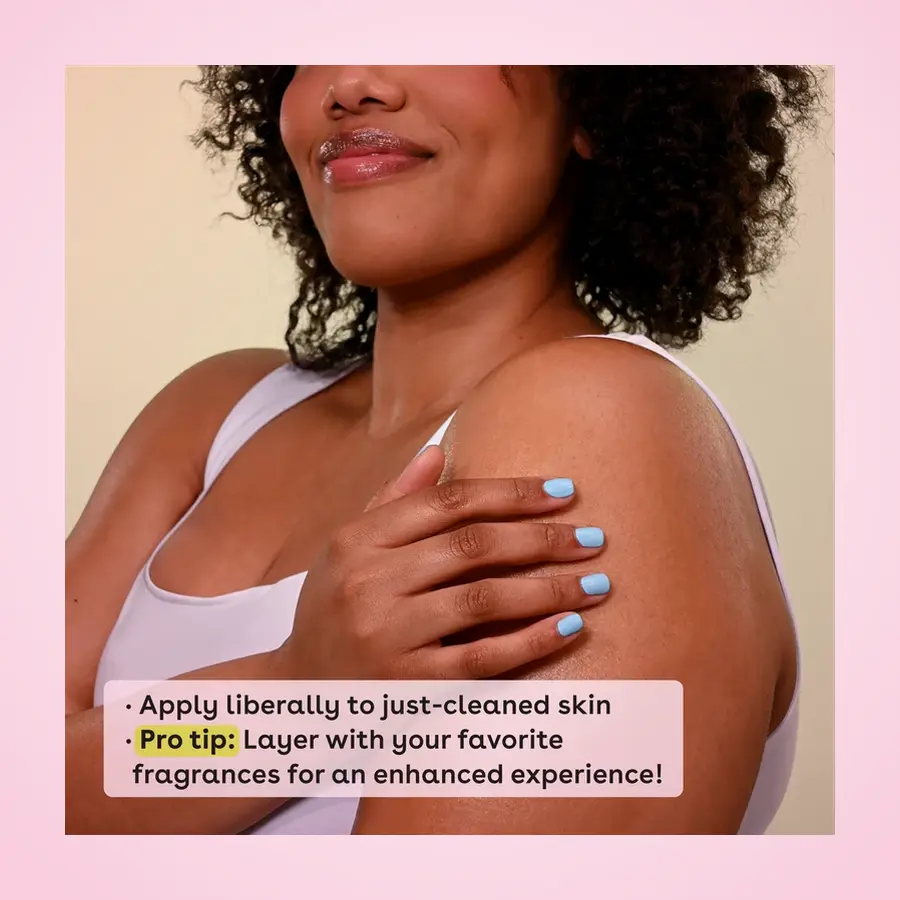 · Apply liberally to just-cleaned skin
· Pro tip: Layer with your favorite
fragrances for an enhanced experience!